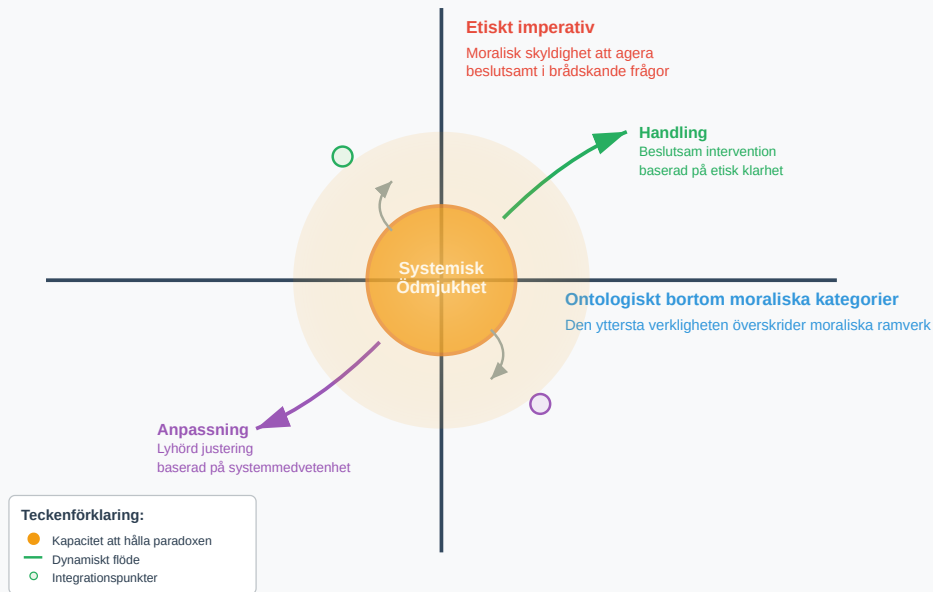 Etiskt imperativ
Moralisk skyldighet att agera
beslutsamt i brådskande frågor
Handling
Beslutsam intervention
baserad på etisk klarhet
Systemisk
Ödmjukhet
Ontologiskt bortom moraliska kategorier
Den yttersta verkligheten överskrider moraliska ramverk
Anpassning
Lyhörd justering
baserad på systemmedvetenhet
Teckenförklaring:
Kapacitet att hålla paradoxen
Dynamiskt flöde
Integrationspunkter